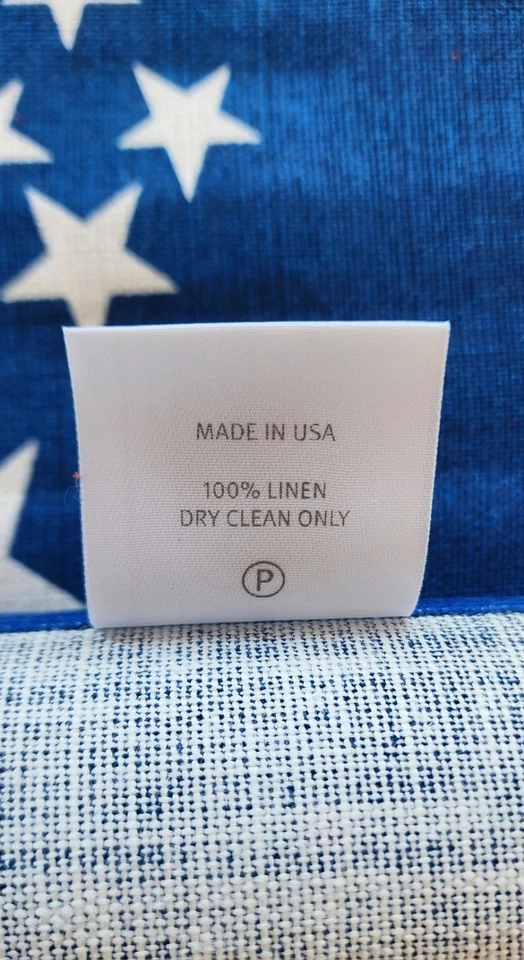 MADE IN USA
100% LINEN
DRY CLEAN ONLY
P